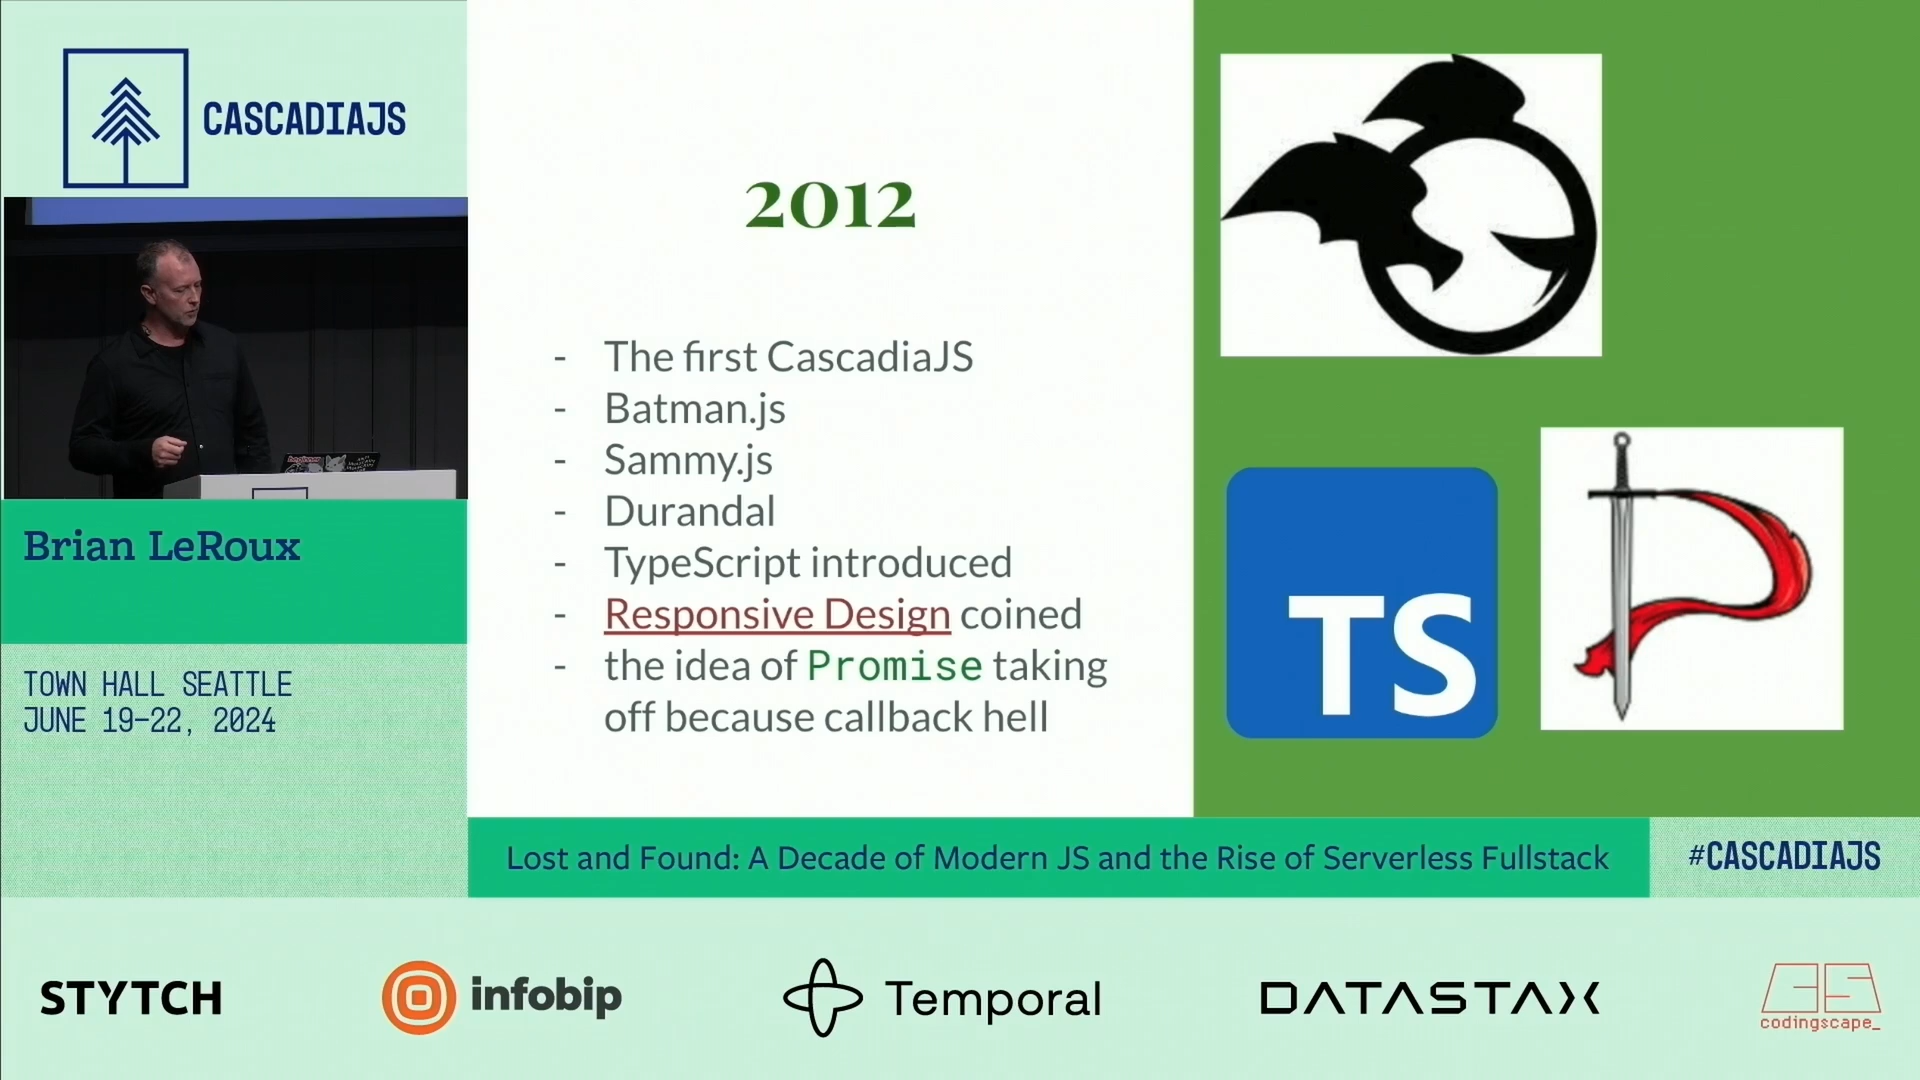 CASCADIAJS
2012
- The first CascadiaJS
- Batman.js
- Sammy.js
- Durandal
- TypeScript introduced
- Responsive Design coined
- the idea of Promise taking
off because callback hell
TS
Brian LeRoux
TOWN HALL SEATTLE
JUNE 19-22, 2024
Lost and Found: A Decade of Modern JS and the Rise of Serverless Fullstack
#CASCADIAJS
STYTCH
infobip
Temporal
DATASTAX
CS
codingscape_